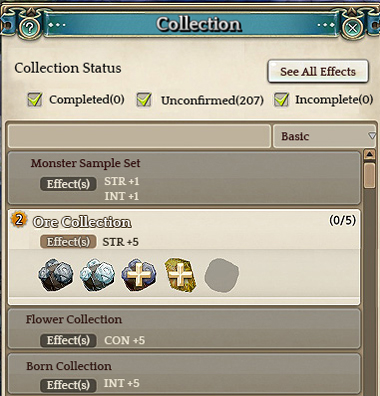 Collection
Collection Status
See All Effects
Completed(0) Unconfirmed(207) Incomplete(0)
Basic
Monster Sample Set
Effect(s) STR +1
INT +1
2 Ore Collection (0/5)
Effect(s) STR +5
Flower Collection
Effect(s) CON +5
Born Collection
Effect(s) INT +5